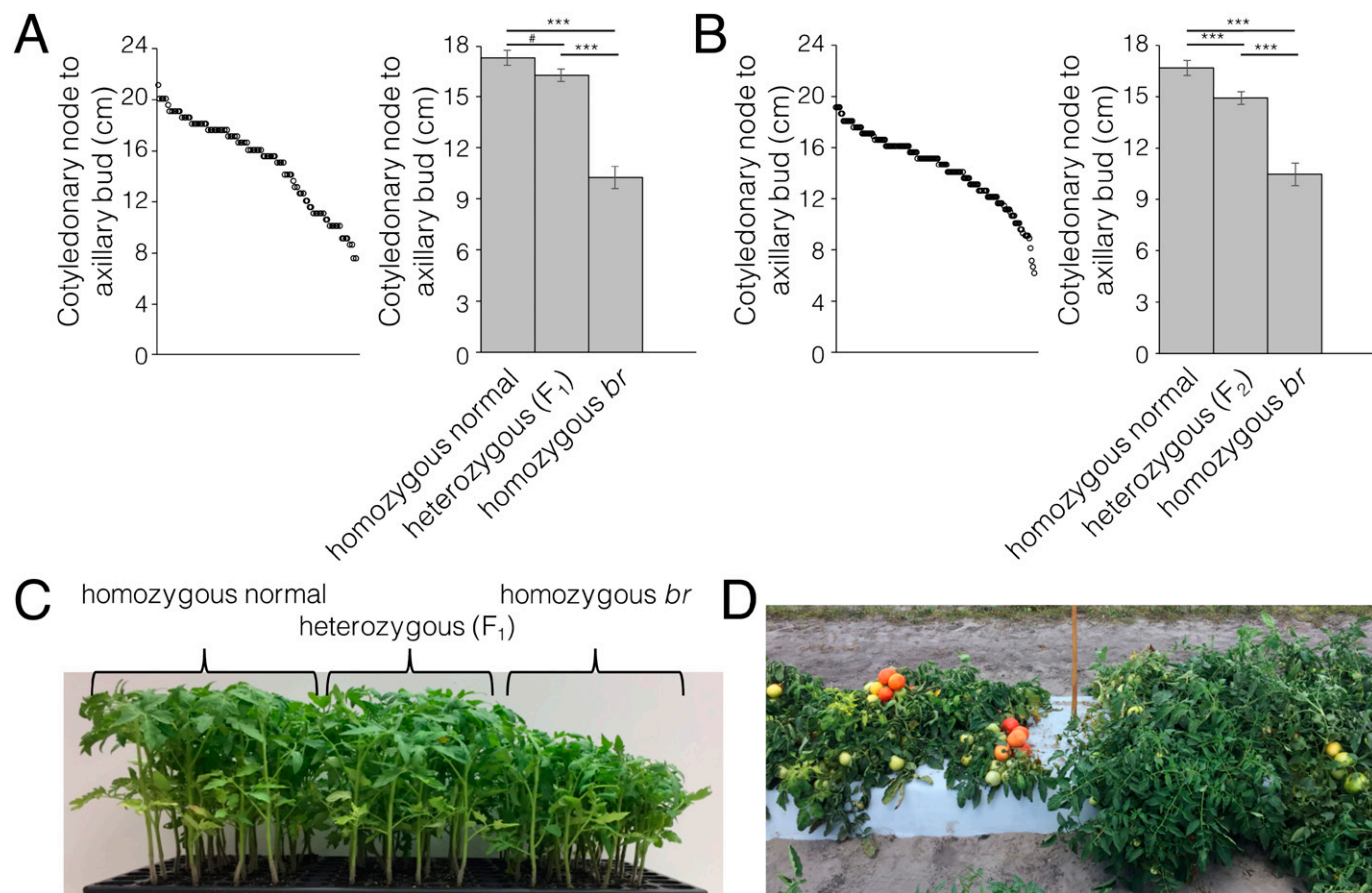 A
Cotyledonary node to
axillary bud (cm)
24
20
16
12
8
4
0
Cotyledonary node to
axillary bud (cm)
18
15
12
9
6
3
0
***
#
***
homozygous normal
heterozygous (F₁)
homozygous br
B
Cotyledonary node to
axillary bud (cm)
24
20
16
12
8
4
0
Cotyledonary node to
axillary bud (cm)
18
15
12
9
6
3
0
***
***
***
homozygous normal
heterozygous (F₂)
homozygous br
C
homozygous normal
heterozygous (F₁)
homozygous br
D